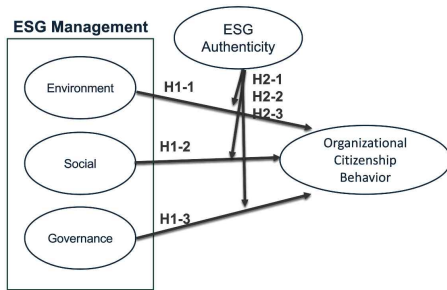 ESG Management
ESG
Authenticity
Environment
H1-1
H2-1
H2-2
H2-3
Social
H1-2
Organizational
Citizenship
Behavior
Governance
H1-3